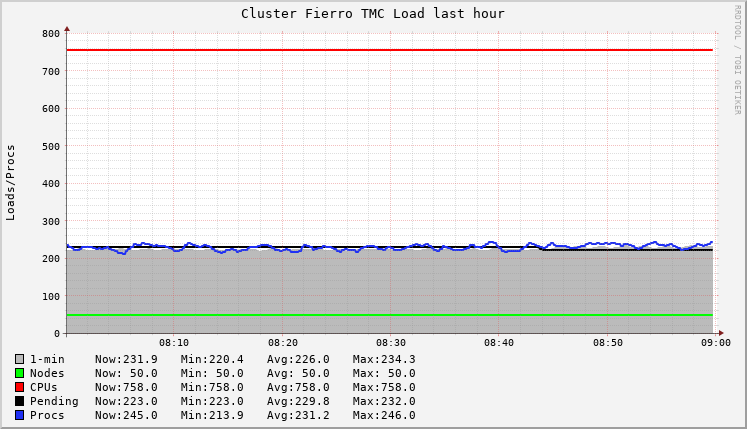 Cluster Fierro TMC Load last hour
RRDTOOL / TOBI OETIKER
Loads/Procs
800
700
600
500
400
300
200
100
0
08:10 08:20 08:30 08:40 08:50 09:00
1-min Now:231.9 Min:220.4 Avg:226.0 Max:234.3
Nodes Now: 50.0 Min: 50.0 Avg: 50.0 Max: 50.0
CPUs Now:758.0 Min:758.0 Avg:758.0 Max:758.0
Pending Now:223.0 Min:223.0 Avg:229.8 Max:232.0
Procs Now:245.0 Min:213.9 Avg:231.2 Max:246.0